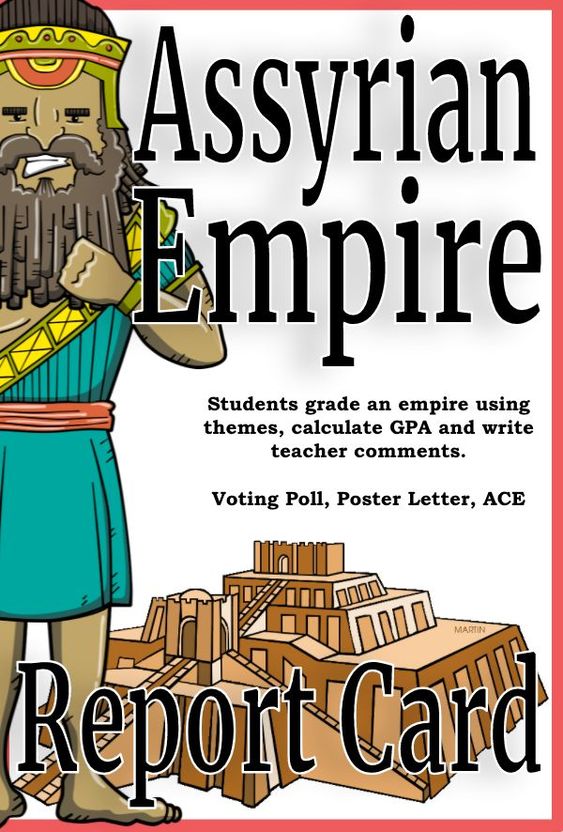 Assyrian
Empire
Students grade an empire using
themes, calculate GPA and write
teacher comments.
Voting Poll, Poster Letter, ACE
MARTIN
Report Card